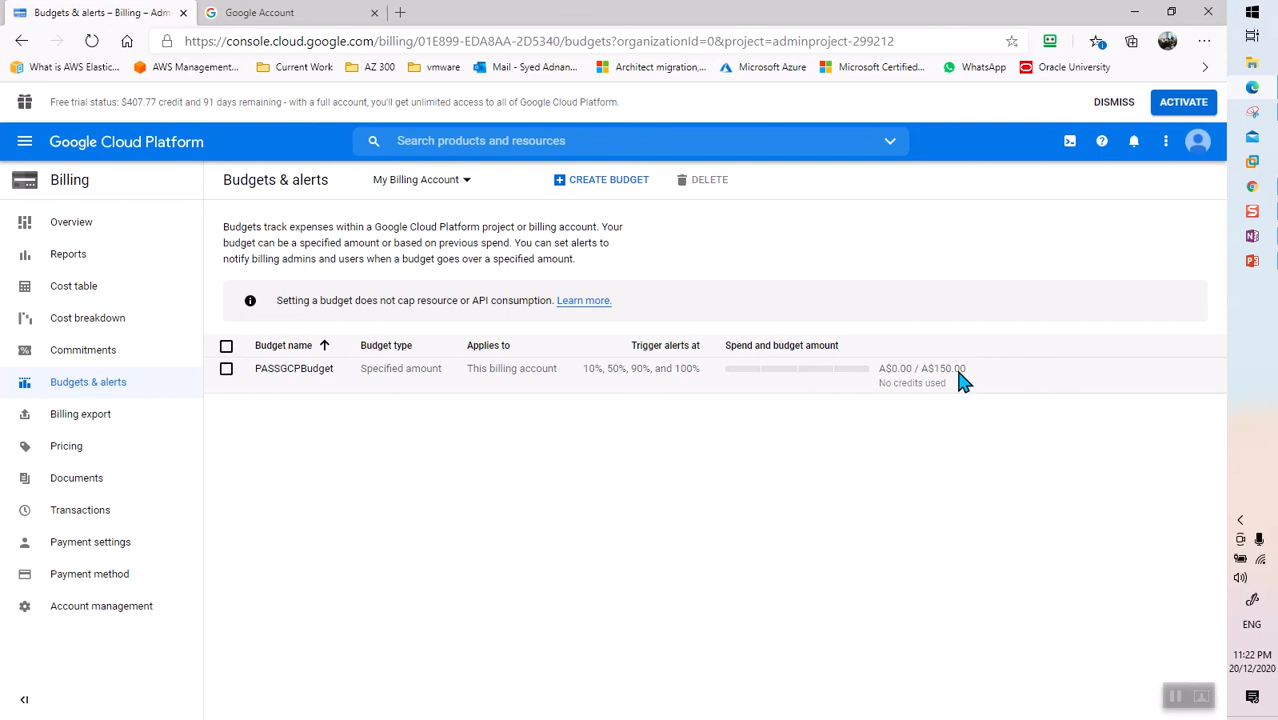 Budgets & alerts – Billing – Adm
Google Account
https://console.cloud.google.com/billing/01E899-EDA8AA-2D5340/budgets?organizationId=0&project=adminproject-299212
What is AWS Elastic...
AWS Management...
Current Work
AZ 300
vmware
Mail - Syed Adnan...
Architect migration,...
Microsoft Azure
Microsoft Certified...
WhatsApp
Oracle University
Free trial status: $407.77 credit and 91 days remaining - with a full account, you'll get unlimited access to all of Google Cloud Platform.
DISMISS
ACTIVATE
Google Cloud Platform
Search products and resources
Billing
Budgets & alerts
My Billing Account
CREATE BUDGET
DELETE
Overview
Reports
Cost table
Cost breakdown
Commitments
Budgets & alerts
Billing export
Pricing
Documents
Transactions
Payment settings
Payment method
Account management
Budgets track expenses within a Google Cloud Platform project or billing account. Your
budget can be a specified amount or based on previous spend. You can set alerts to
notify billing admins and users when a budget goes over a specified amount.
Setting a budget does not cap resource or API consumption. Learn more.
Budget name
Budget type
Applies to
Trigger alerts at
Spend and budget amount
PASSGCPBudget
Specified amount
This billing account
10%, 50%, 90%, and 100%
A$0.00 / A$150.00
No credits used
ENG
11:22 PM
20/12/2020